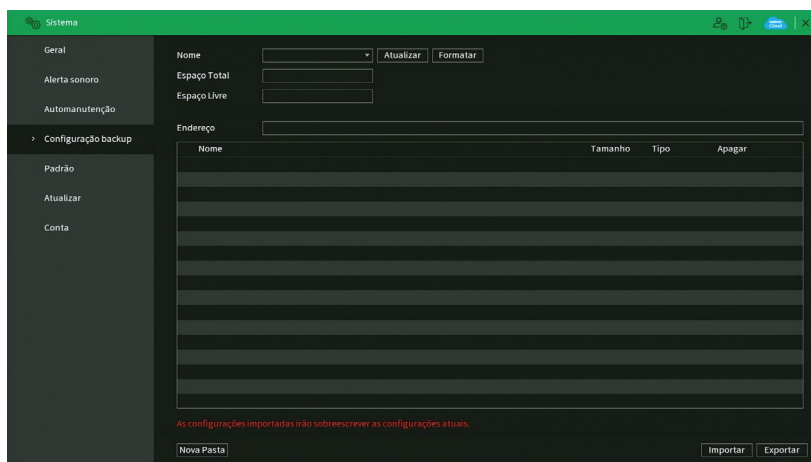 Sistema
Geral
Alerta sonoro
Automanutenção
Configuração backup
Padrão
Atualizar
Conta
Nome Atualizar Formatar
Espaço Total
Espaço Livre
Endereço
Nome Tamanho Tipo Apagar
As configurações importadas irão sobreescrever as configurações atuais.
Nova Pasta Importar Exportar